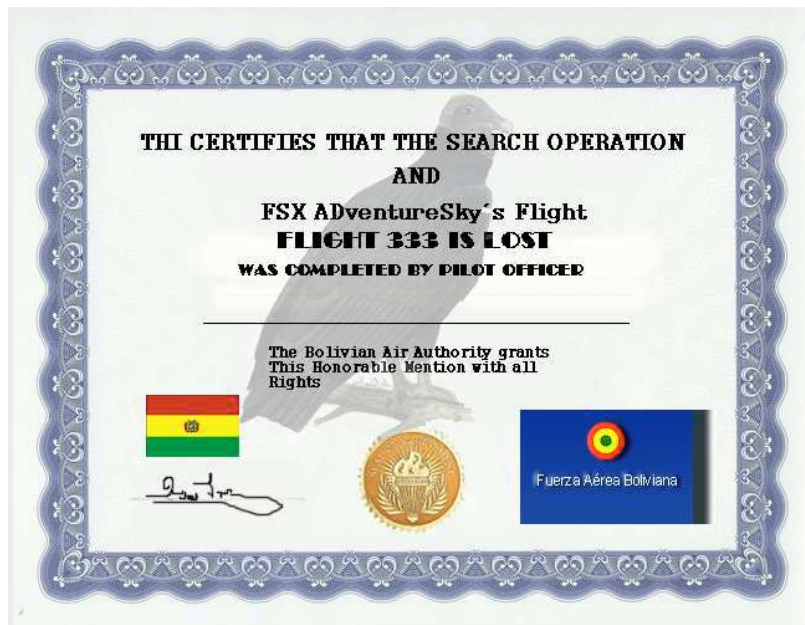 THI CERTIFIES THAT THE SEARCH OPERATION
AND
FSX ADventureSky´s Flight
FLIGHT 333 IS LOST
WAS COMPLETED BY PILOT OFFICER
The Bolivian Air Authority grants
This Honorable Mention with all
Rights
Fuerza Aérea Boliviana